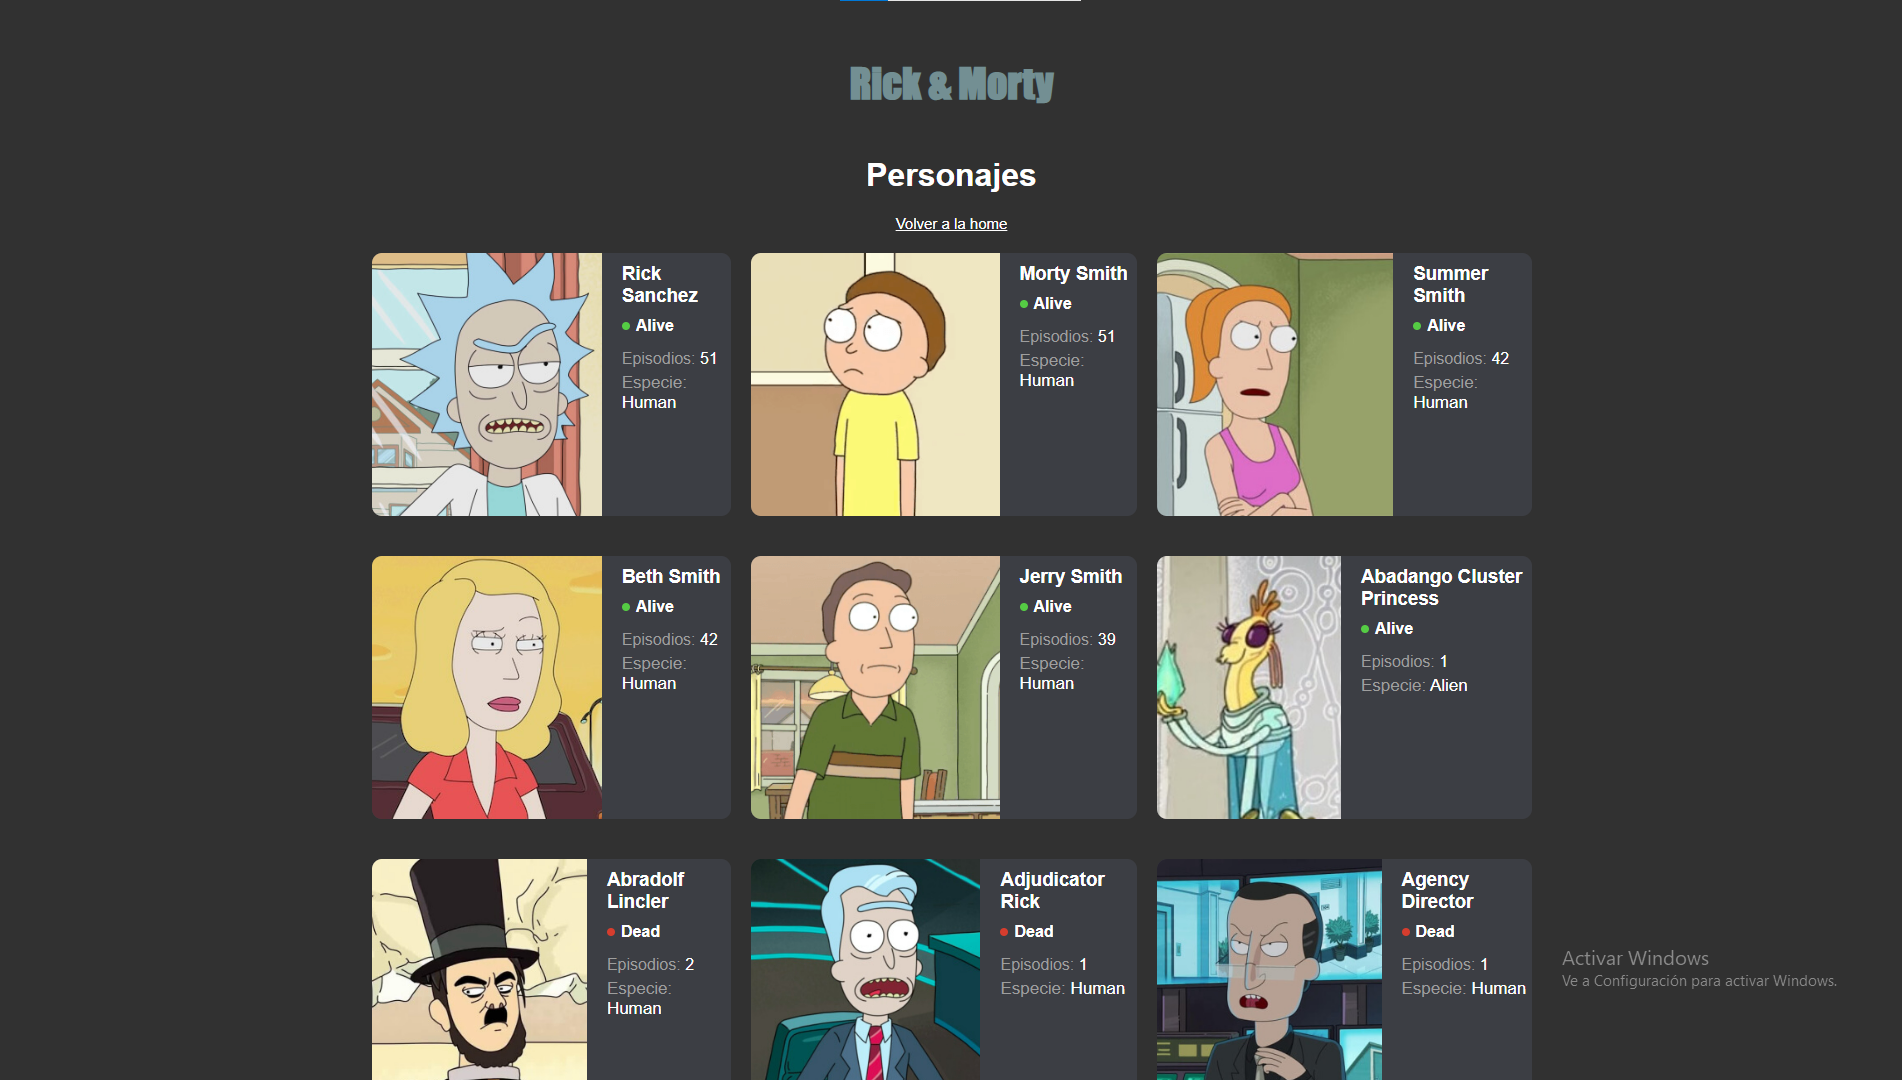 Rick & Morty
Personajes
Volver a la home
Rick
Sanchez
Alive
Episodios: 51
Especie:
Human
Morty Smith
Alive
Episodios: 51
Especie:
Human
Summer
Smith
Alive
Episodios: 42
Especie:
Human
Beth Smith
Alive
Episodios: 42
Especie:
Human
Jerry Smith
Alive
Episodios: 39
Especie:
Human
Abadango Cluster
Princess
Alive
Episodios: 1
Especie: Alien
Abradolf
Lincler
Dead
Episodios: 2
Especie:
Human
Adjudicator
Rick
Dead
Episodios: 1
Especie: Human
Agency
Director
Dead
Episodios: 1
Especie: Human
Activar Windows
Ve a Configuración para activar Windows.